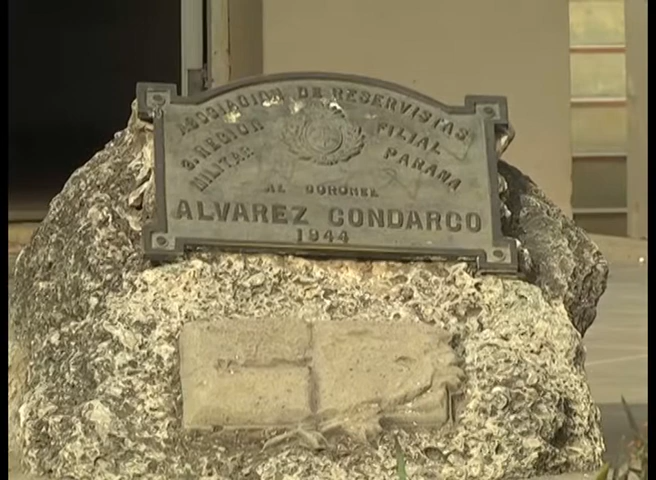 ASOCIACION DE RESERVISTAS
3. REGION MILITAR
FILIAL PARANA
AL CORONEL
ALVAREZ CONDARCO
1944